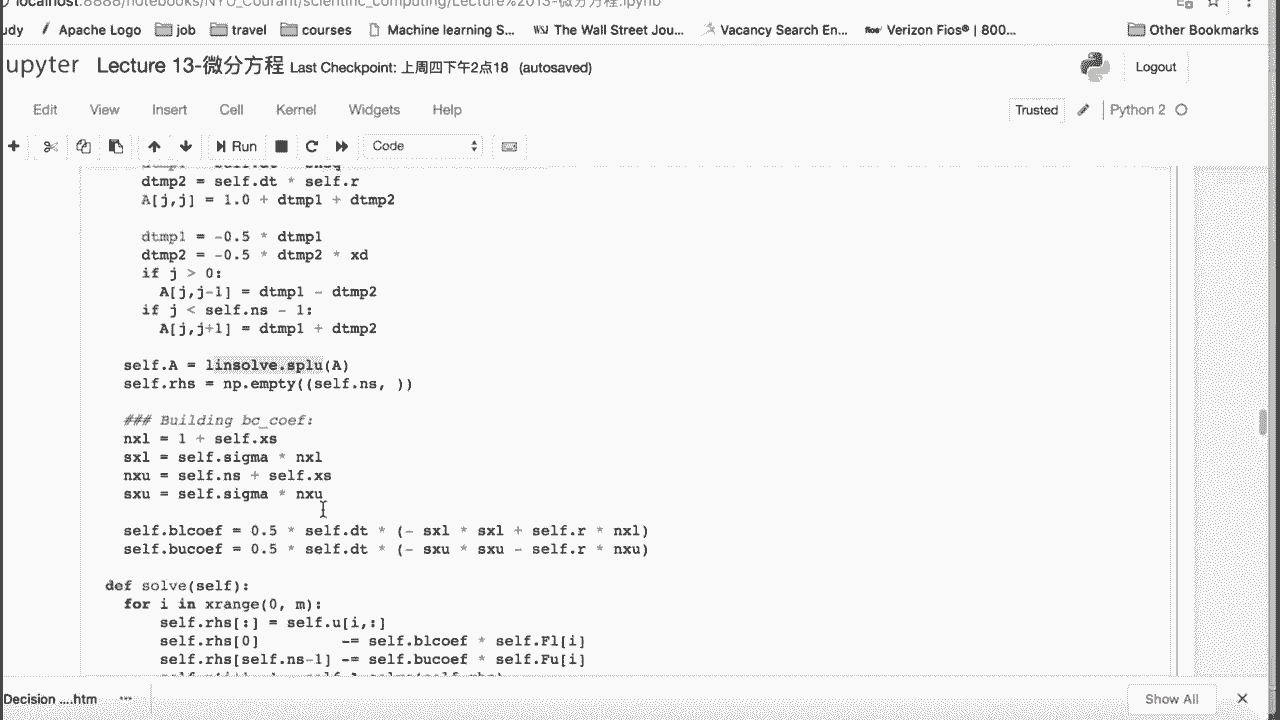 localhost:8888/notebooks/NYU_Courant/scientific_computing/Lecture%2013-微分方程.ipynb
udy Apache Logo job travel courses Machine learning S... WSJ The Wall Street Jou... Vacancy Search En... Verizon Fios® | 800... Other Bookmarks
upyter Lecture 13-微分方程 Last Checkpoint: 上周四下午2点18 (autosaved) Logout
Edit View Insert Cell Kernel Widgets Help Trusted Python 2
Run Code
dtmp2 = self.dt * self.r
A[j,j] = 1.0 + dtmp1 + dtmp2
dtmp1 = -0.5 * dtmp1
dtmp2 = -0.5 * dtmp2 * xd
if j > 0:
A[j,j-1] = dtmp1 - dtmp2
if j < self.ns - 1:
A[j,j+1] = dtmp1 + dtmp2
self.A = linsolve.splu(A)
self.rhs = np.empty((self.ns, ))
### Building bc_coef:
nxl = 1 + self.xs
sxl = self.sigma * nxl
nxu = self.ns + self.xs
sxu = self.sigma * nxu
self.blcoef = 0.5 * self.dt * (- sxl * sxl + self.r * nxl)
self.bucoef = 0.5 * self.dt * (- sxu * sxu - self.r * nxu)
def solve(self):
for i in xrange(0, m):
self.rhs[:] = self.u[i,:]
self.rhs[0] -= self.blcoef * self.Fl[i]
self.rhs[self.ns-1] -= self.bucoef * self.Fu[i]
Decision ....htm Show All